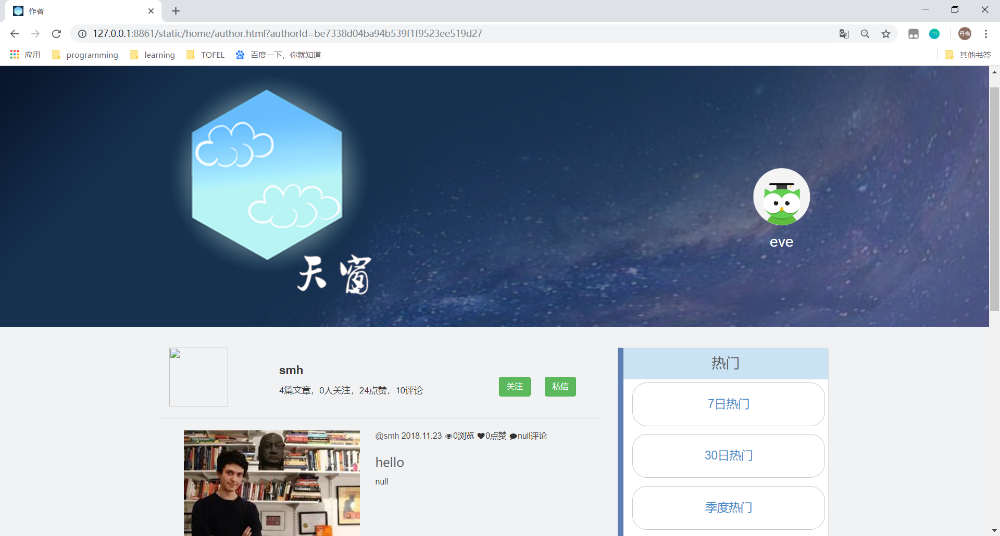 作者
127.0.0.1:8861/static/home/author.html?authorId=be7338d04ba94b539f1f9523ee519d27
丹梅
应用 programming learning TOFEL 百度一下，你就知道 其他书签
天窗
eve
smh
4篇文章，0人关注，24点赞，10评论
关注 私信
@smh 2018.11.23 0浏览 0点赞 null评论
hello
null
热门
7日热门
30日热门
季度热门